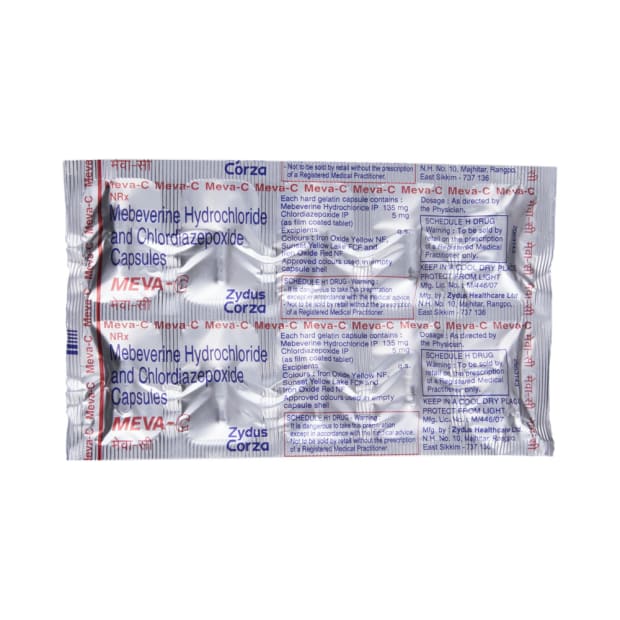 मेवा-सी
Corza
- Not to be sold by retail without the prescription
of a Registered Medical Practitioner.
N.H. No. 10, Majhitar, Rangpo,
East Sikkim - 737 136
Meva-C Meva-C Meva-C Meva-C Meva-C Meva-C Meva-C Meva-C Meva-C
NRx
Mebeverine Hydrochloride
and Chlordiazepoxide
Capsules
MEVA-C
मेवा-सी
Zydus
Corza
Each hard gelatin capsule contains :
Mebeverine Hydrochloride IP 135 mg
Chlordiazepoxide IP 5 mg
(as film coated tablet)
Excipients q.s.
Colours : Iron Oxide Yellow NF,
Sunset Yellow Lake FCF and
Iron Oxide Red NF
Approved colours used in empty
capsule shell
SCHEDULE H1 DRUG - Warning :
- It is dangerous to take this preparation
except in accordance with the medical advice.
- Not to be sold by retail without the prescription
of a Registered Medical Practitioner.
Dosage : As directed by
the Physician.
SCHEDULE H DRUG
Warning : To be sold by
retail on the prescription
of a Registered Medical
Practitioner only.
KEEP IN A COOL DRY PLACE
PROTECT FROM LIGHT
Mfg. Lic. No. : M/446/07
Mfg. by : Zydus Healthcare Ltd.
N.H. No. 10, Majhitar, Rangpo,
East Sikkim - 737 136
Meva-C Meva-C Meva-C Meva-C Meva-C Meva-C Meva-C Meva-C Meva-C
NRx
Mebeverine Hydrochloride
and Chlordiazepoxide
Capsules
MEVA-C
मेवा-सी
Zydus
Corza
Each hard gelatin capsule contains :
Mebeverine Hydrochloride IP 135 mg
Chlordiazepoxide IP 5 mg
(as film coated tablet)
Excipients q.s.
Colours : Iron Oxide Yellow NF,
Sunset Yellow Lake FCF and
Iron Oxide Red NF
Approved colours used in empty
capsule shell
SCHEDULE H1 DRUG - Warning :
- It is dangerous to take this preparation
except in accordance with the medical advice.
- Not to be sold by retail without the prescription
of a Registered Medical Practitioner.
Dosage : As directed by
the Physician.
SCHEDULE H DRUG
Warning : To be sold by
retail on the prescription
of a Registered Medical
Practitioner only.
KEEP IN A COOL DRY PLACE
PROTECT FROM LIGHT
Mfg. Lic. No. : M/446/07
Mfg. by : Zydus Healthcare Ltd.
N.H. No. 10, Majhitar, Rangpo,
East Sikkim - 737 136